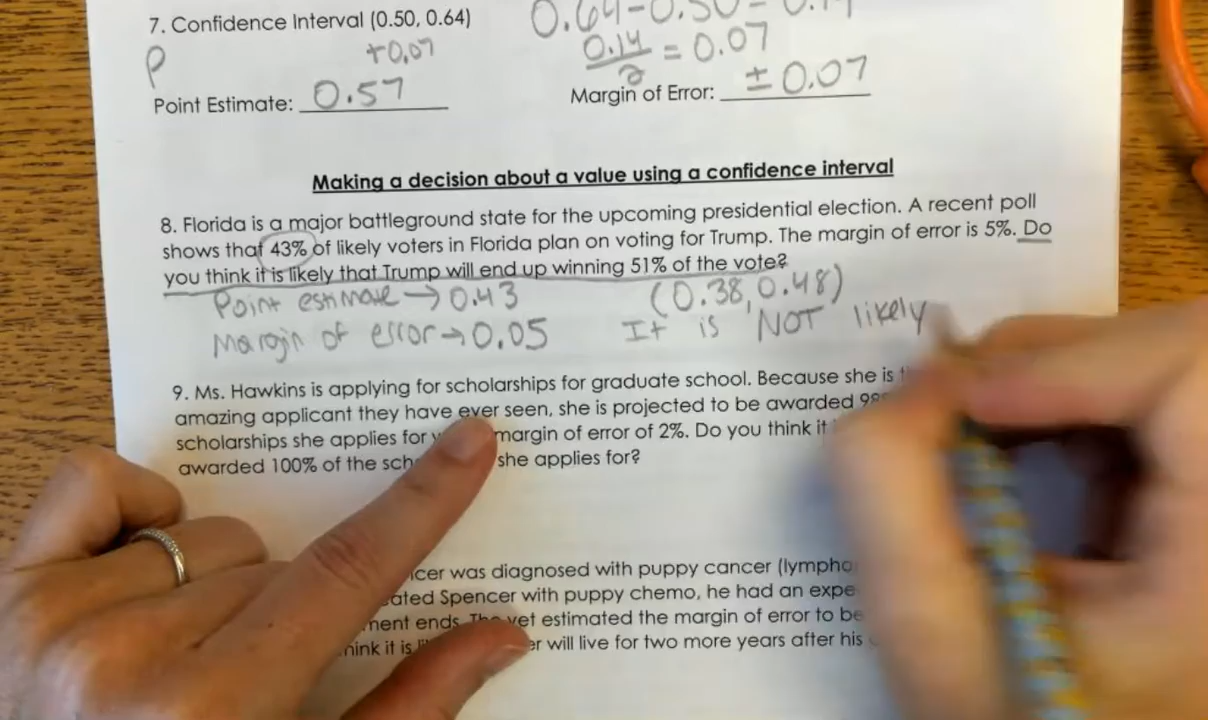 7. Confidence Interval (0.50, 0.64)
0.64-0.50 = 0.14
P
+0.07
0.14/2 = 0.07
Point Estimate: 0.57
Margin of Error: ± 0.07
Making a decision about a value using a confidence interval
8. Florida is a major battleground state for the upcoming presidential election. A recent poll
shows that 43% of likely voters in Florida plan on voting for Trump. The margin of error is 5%. Do
you think it is likely that Trump will end up winning 51% of the vote?
Point estimate → 0.43
(0.38, 0.48)
Margin of error → 0.05
It is NOT likely
9. Ms. Hawkins is applying for scholarships for graduate school. Because she is
amazing applicant they have ever seen, she is projected to be awarded
scholarships she applies for margin of error of 2%. Do you think it
awarded 100% of the she applies for?
was diagnosed with puppy cancer
Spencer with puppy chemo, he had an
ends. vet estimated the margin of error to be
it is will live for two more years after his